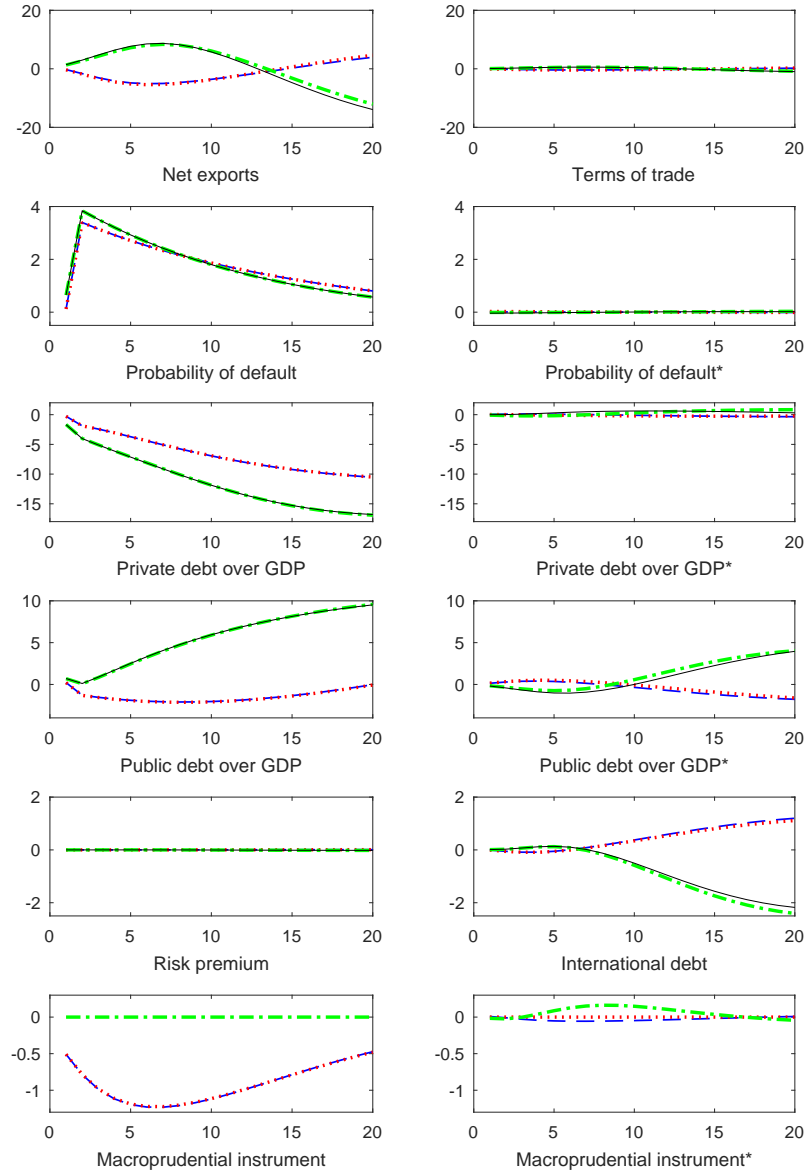 20
0
-20
0 5 10 15 20
Net exports
20
0
-20
0 5 10 15 20
Terms of trade
4
2
0
0 5 10 15 20
Probability of default
4
2
0
0 5 10 15 20
Probability of default*
0
-5
-10
-15
0 5 10 15 20
Private debt over GDP
0
-5
-10
-15
0 5 10 15 20
Private debt over GDP*
10
5
0
0 5 10 15 20
Public debt over GDP
10
5
0
0 5 10 15 20
Public debt over GDP*
2
0
-2
0 5 10 15 20
Risk premium
2
0
-2
0 5 10 15 20
International debt
0
-0.5
-1
0 5 10 15 20
Macroprudential instrument
0
-0.5
-1
0 5 10 15 20
Macroprudential instrument*